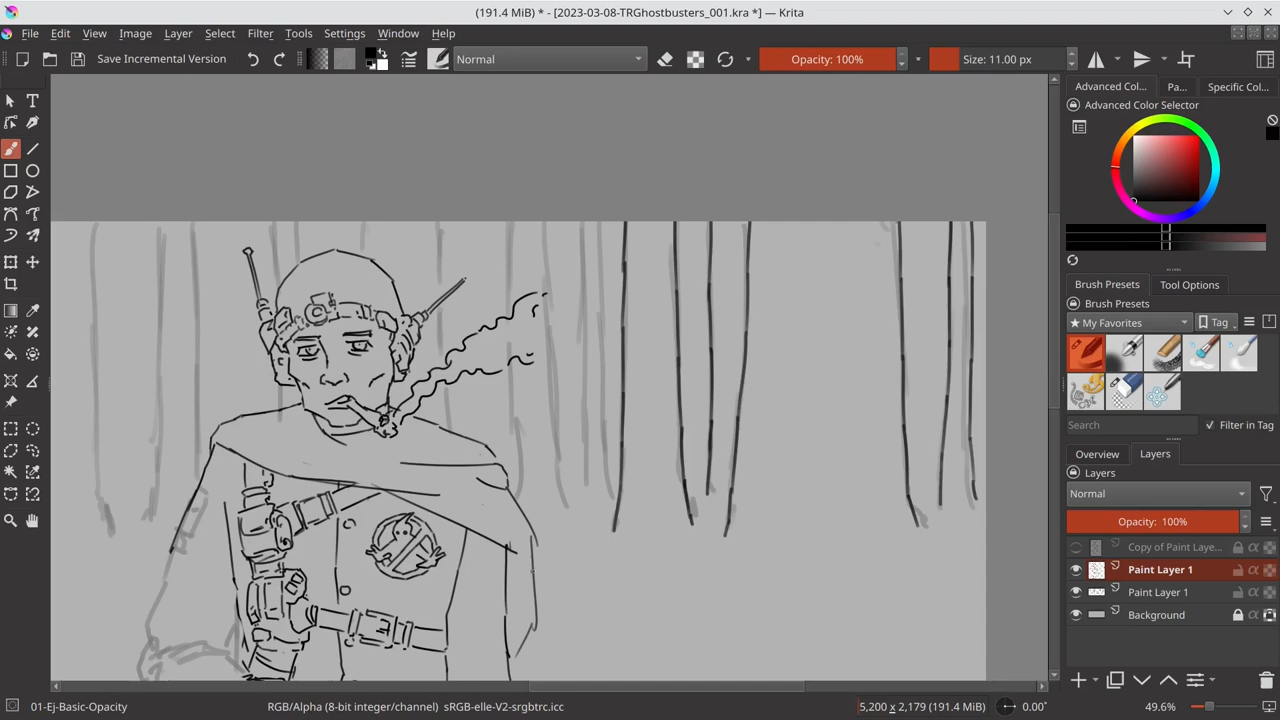 (191.4 MiB) * - [2023-03-08-TRGhostbusters_001.kra *] — Krita
File Edit View Image Layer Select Filter Tools Settings Window Help
Save Incremental Version Normal Opacity: 100% Size: 11.00 px
Advanced Col... Pa... Specific Col...
Advanced Color Selector
Brush Presets Tool Options
Brush Presets
★ My Favorites Tag
Search Filter in Tag
Overview Layers
Layers
Normal
Opacity: 100%
Copy of Paint Laye...
Paint Layer 1
Paint Layer 1
Background
01-Ej-Basic-Opacity RGB/Alpha (8-bit integer/channel) sRGB-elle-V2-srgbtrc.icc 5,200 x 2,179 (191.4 MiB) 0.00° 49.6%